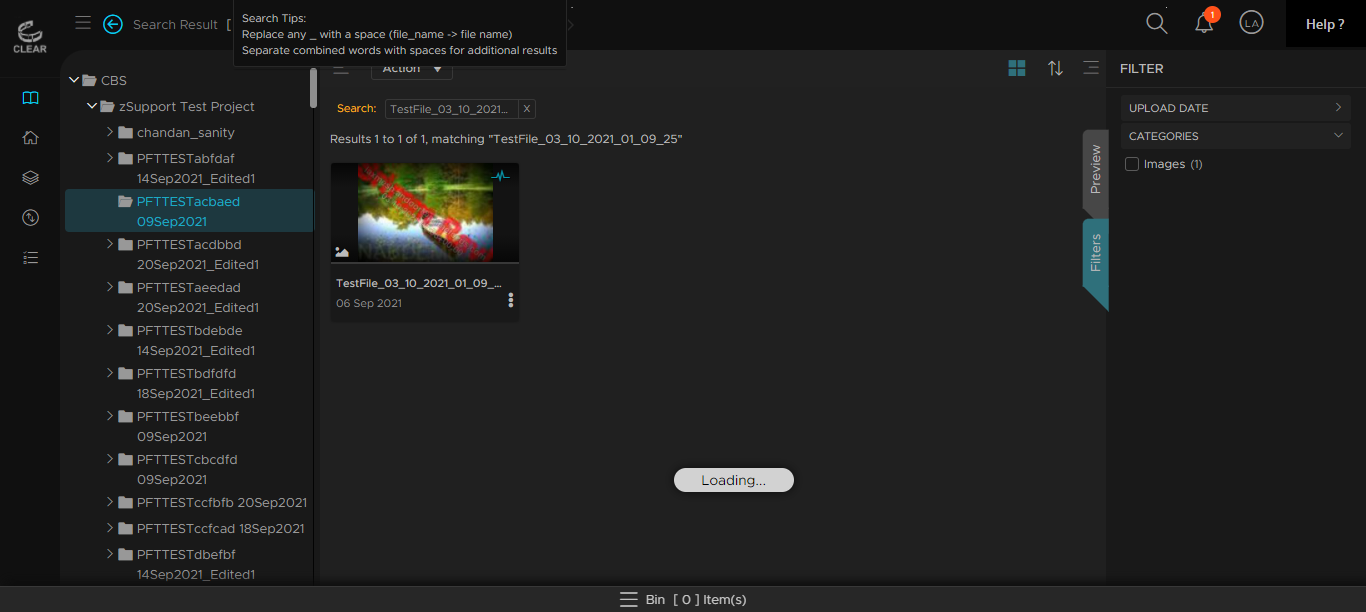 CLEAR
Search Result [
Search Tips:
Replace any _ with a space (file_name -> file name)
Separate combined words with spaces for additional results
1
LA
Help ?
CBS
zSupport Test Project
chandan_sanity
PFTTESTabfdaf
14Sep2021_Edited1
PFTTESTacbaed
09Sep2021
PFTTESTacdbbd
20Sep2021_Edited1
PFTTESTaeedad
20Sep2021_Edited1
PFTTESTbdebde
14Sep2021_Edited1
PFTTESTbdfdfd
18Sep2021_Edited1
PFTTESTbeebbf
09Sep2021
PFTTESTcbcdfd
09Sep2021
PFTTESTccfbfb 20Sep2021
PFTTESTccfcad 18Sep2021
PFTTESTdbefbf
14Sep2021_Edited1
Action
Search: TestFile_03_10_2021... X
Results 1 to 1 of 1, matching "TestFile_03_10_2021_01_09_25"
TestFile_03_10_2021_01_09_...
06 Sep 2021
Loading...
Preview
Filters
FILTER
UPLOAD DATE
CATEGORIES
Images (1)
Bin [ 0 ] Item(s)